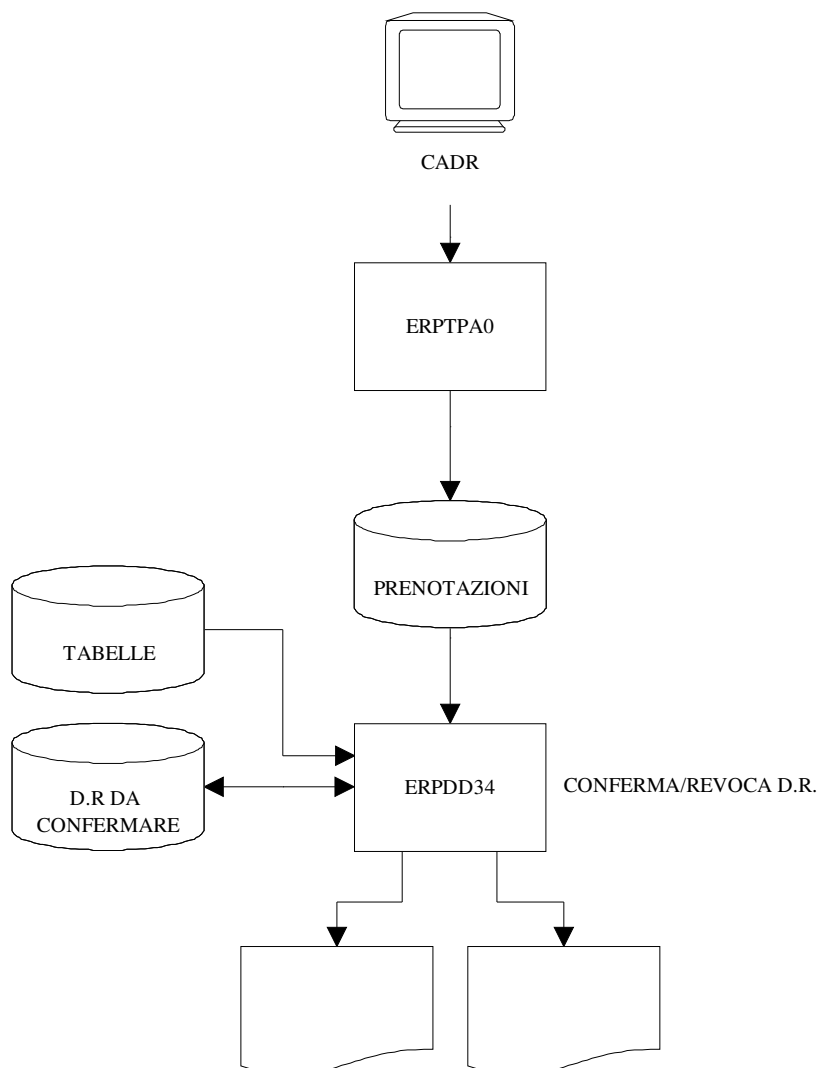 CADR
ERPTPA0
PRENOTAZIONI
TABELLE
D.R DA
CONFERMARE
ERPDD34
CONFERMA/REVOCA D.R.